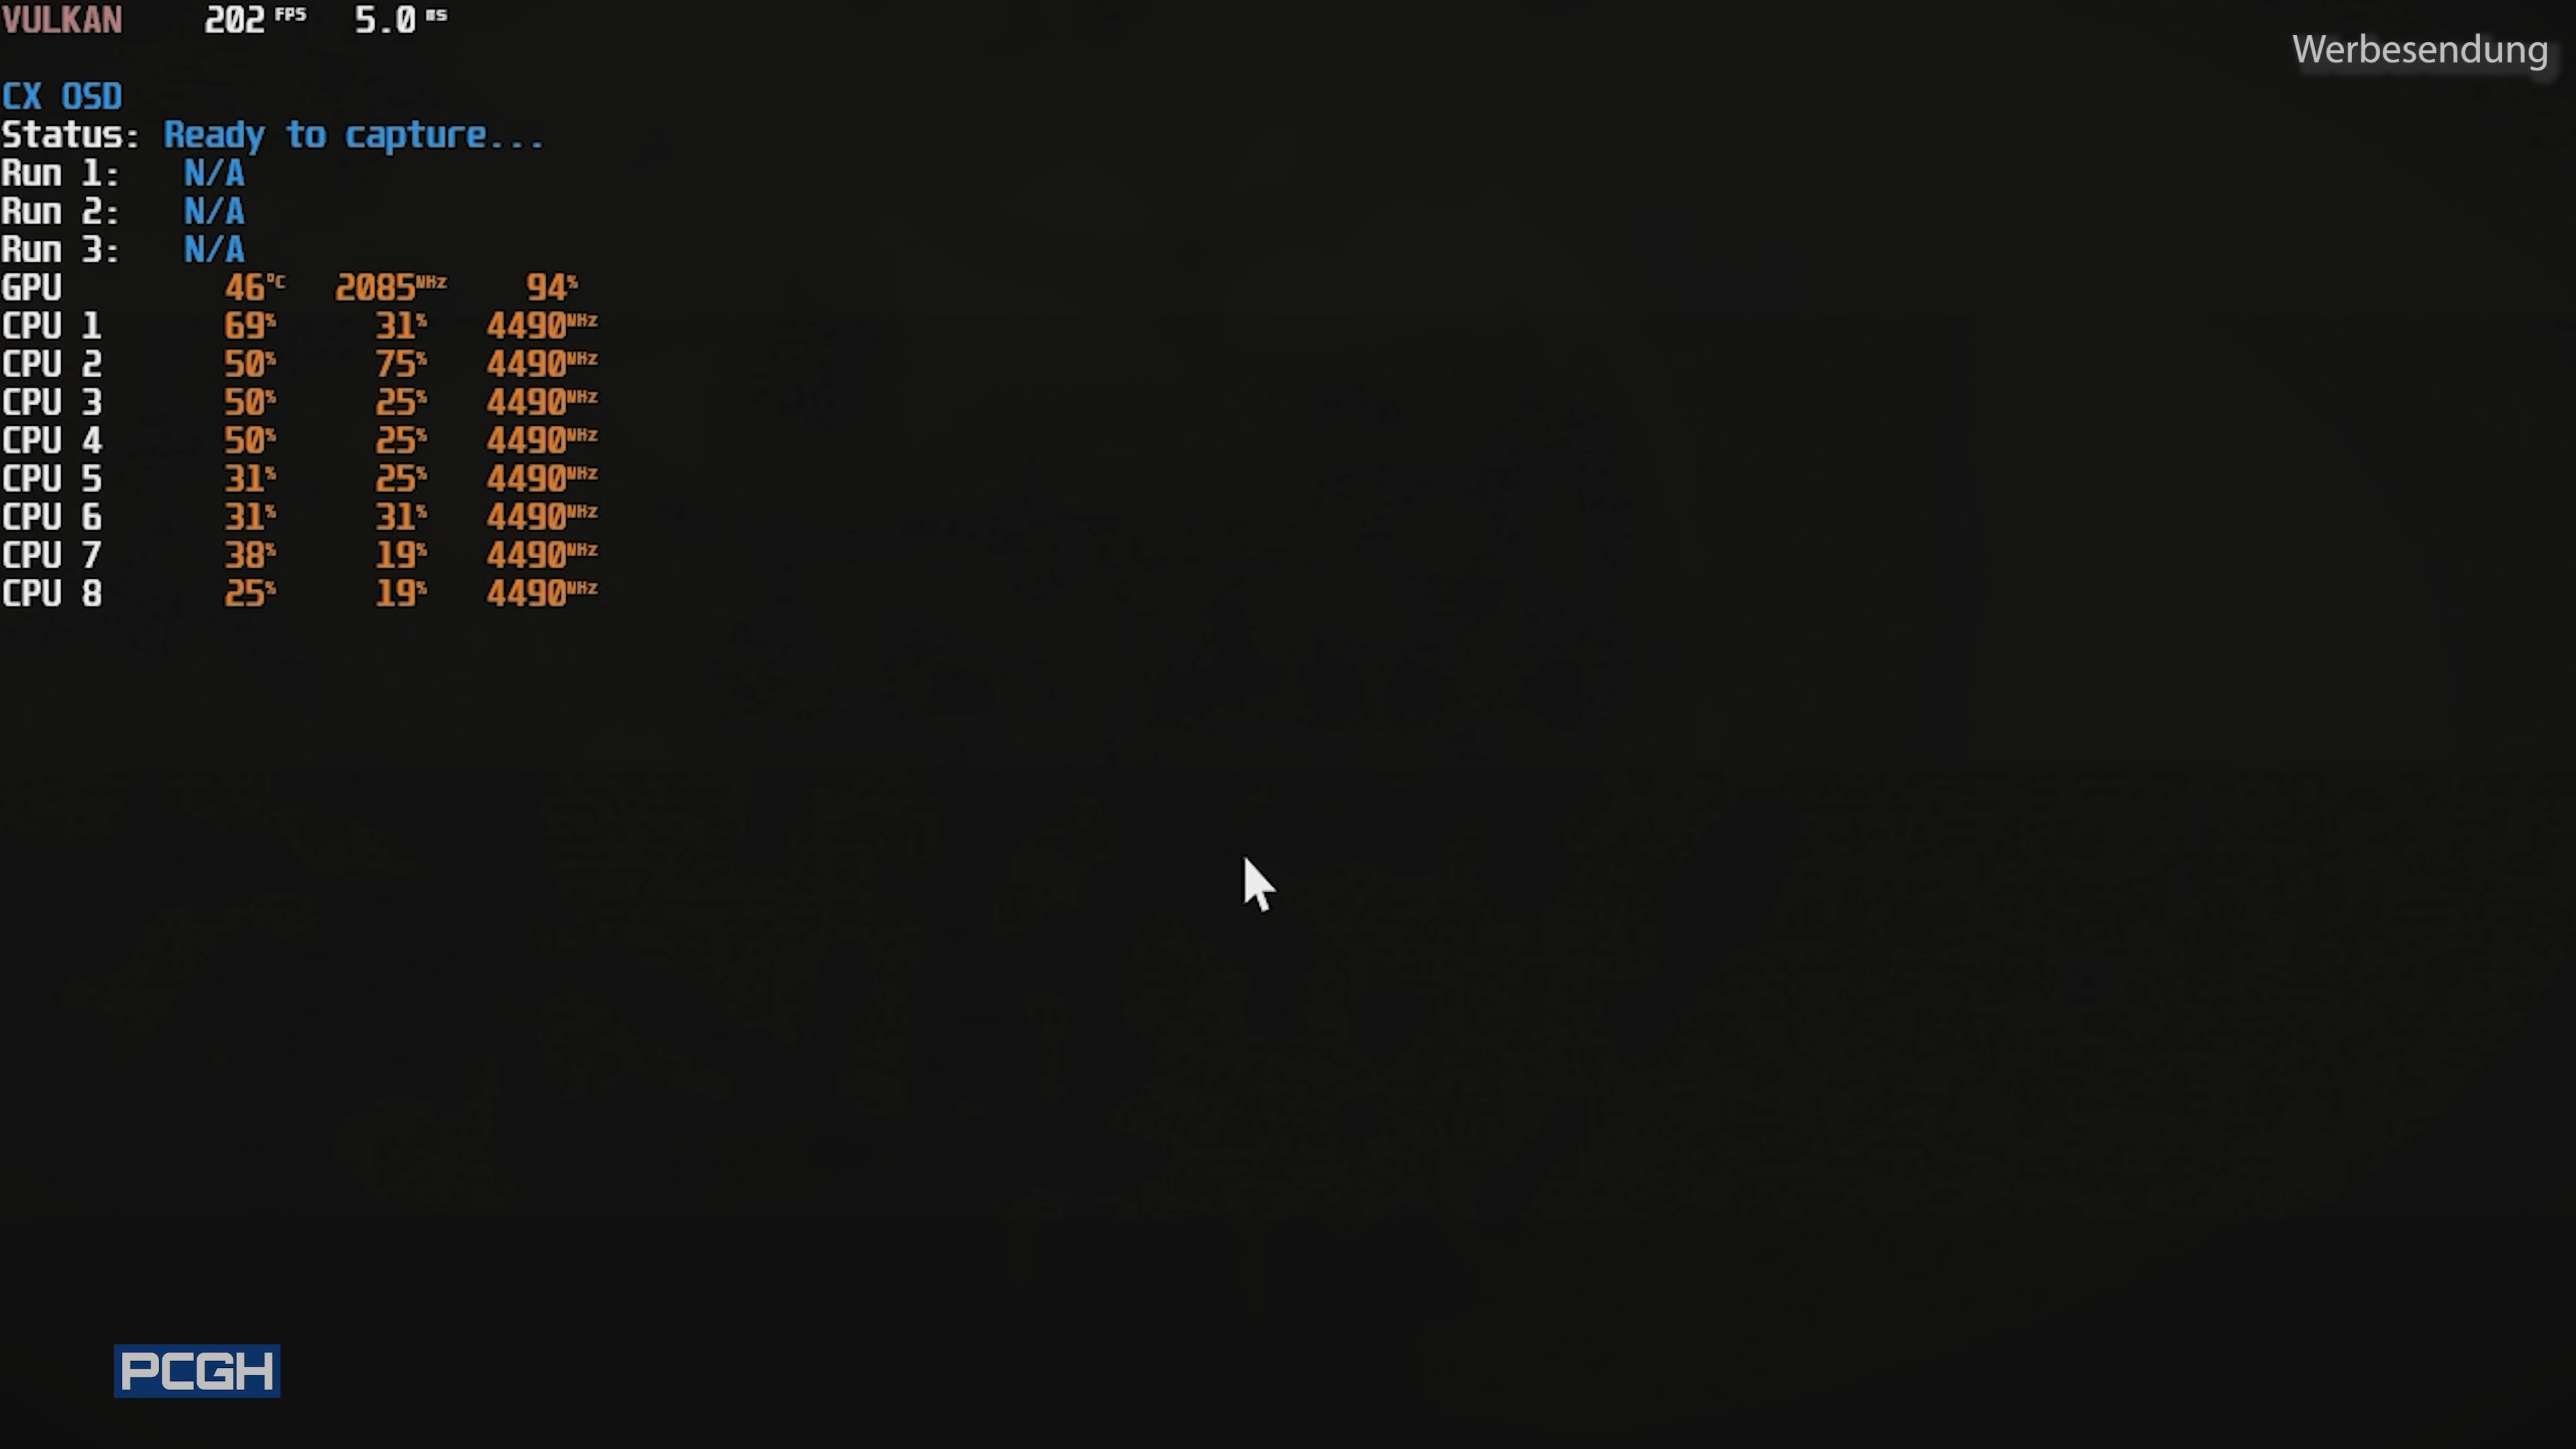 VULKAN 202 FPS 5.0 ms
Werbesendung
CX OSD
Status: Ready to capture...
Run 1: N/A
Run 2: N/A
Run 3: N/A
GPU 46°C 2085MHz 94%
CPU 1 69% 31% 4490MHz
CPU 2 50% 75% 4490MHz
CPU 3 50% 25% 4490MHz
CPU 4 50% 25% 4490MHz
CPU 5 31% 25% 4490MHz
CPU 6 31% 31% 4490MHz
CPU 7 38% 19% 4490MHz
CPU 8 25% 19% 4490MHz
PCGH